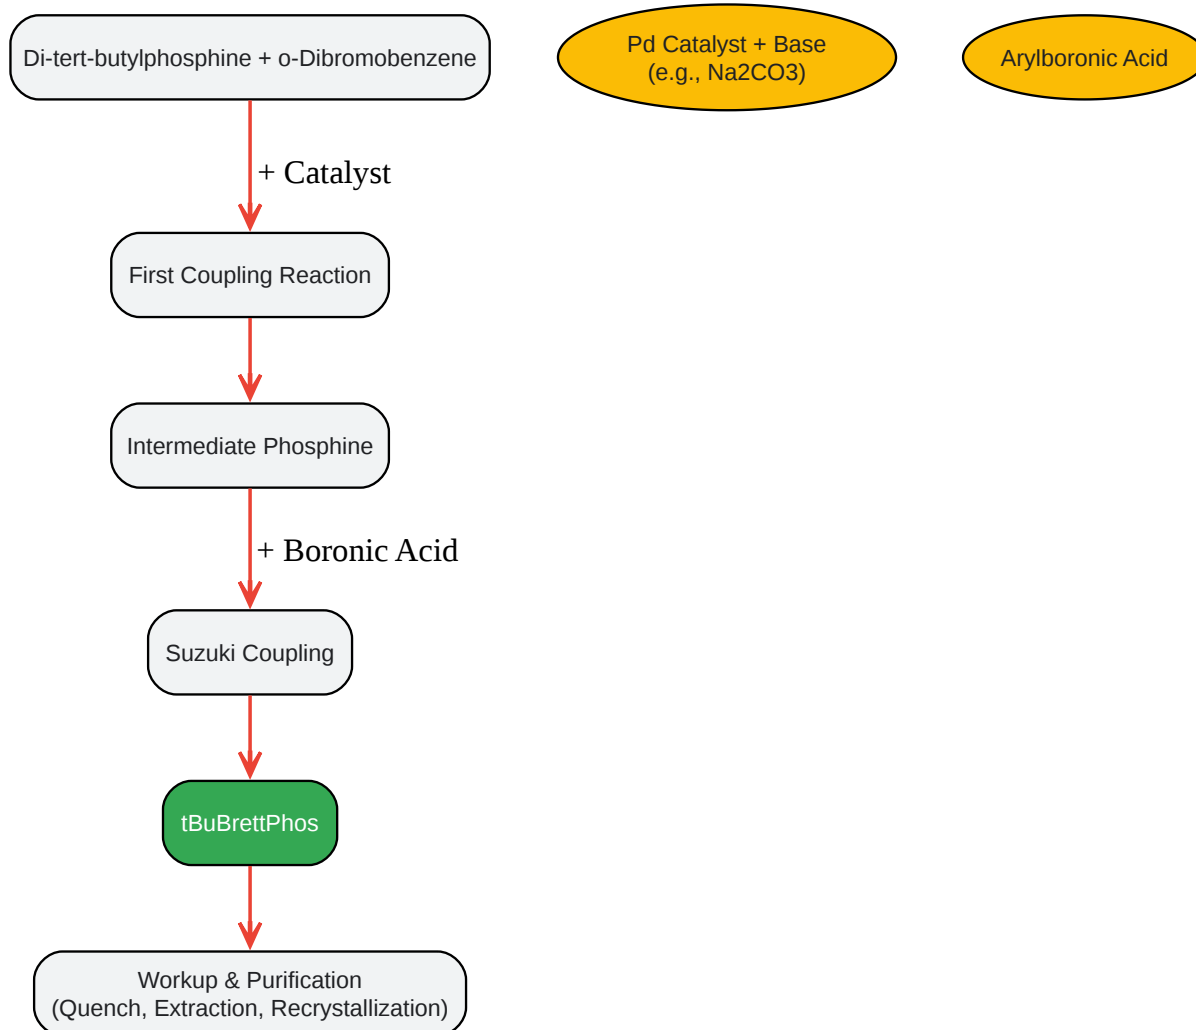 Di-tert-butylphosphine + o-Dibromobenzene
Pd Catalyst + Base
(e.g., Na2CO3)
Arylboronic Acid
+ Catalyst
First Coupling Reaction
Intermediate Phosphine
+ Boronic Acid
Suzuki Coupling
tBuBrettPhos
Workup & Purification
(Quench, Extraction, Recrystallization)